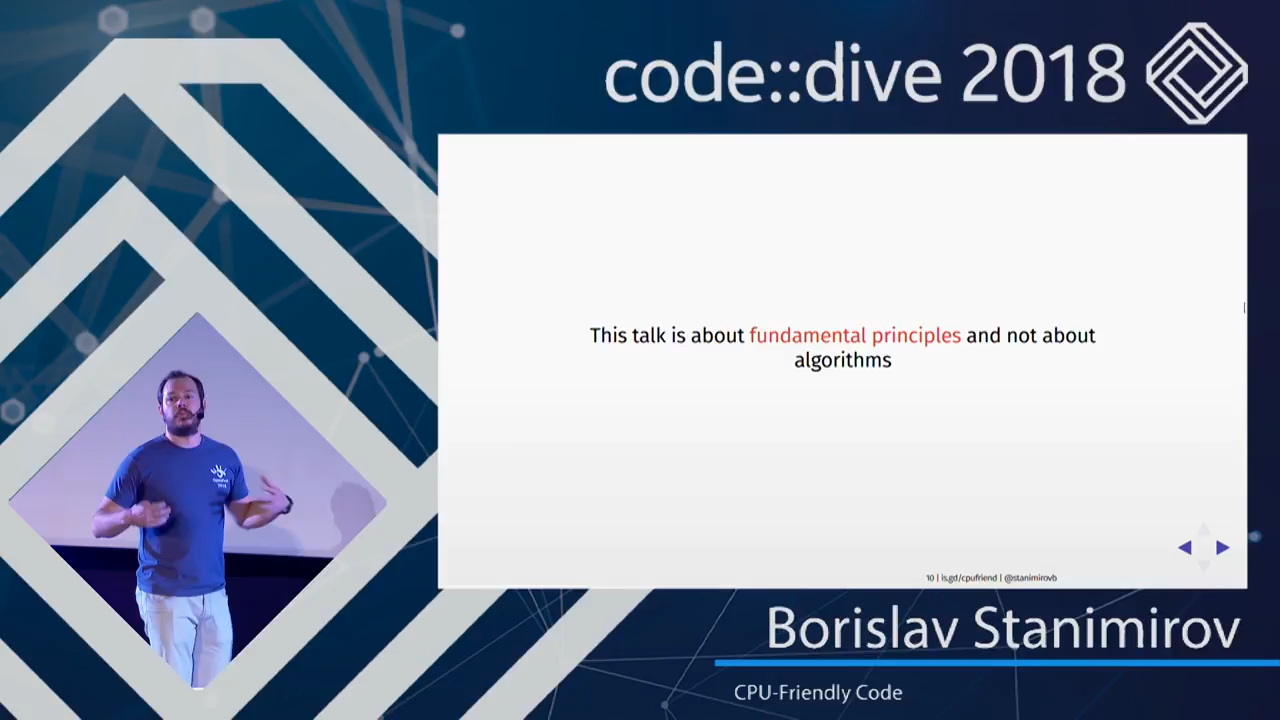 code::dive 2018
This talk is about fundamental principles and not about
algorithms
10 | is.gd/cpufriend | @stanimirovb
Borislav Stanimirov
CPU-Friendly Code